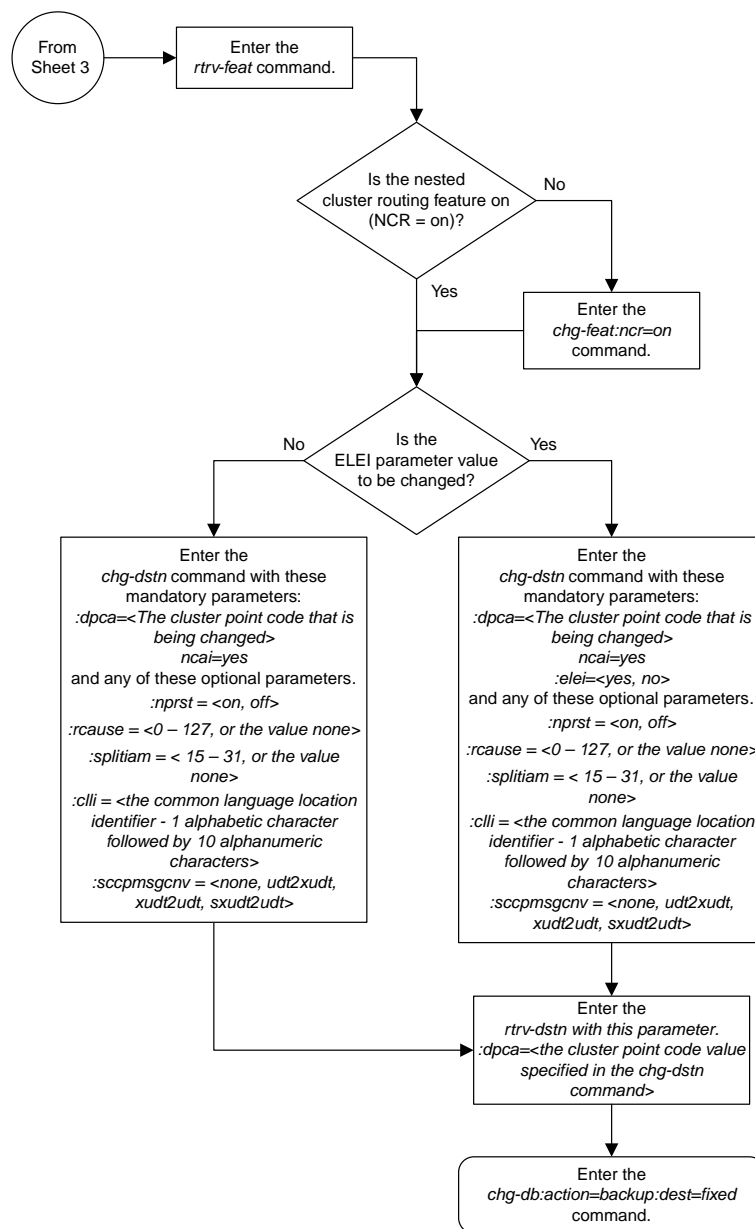 From
Sheet 3
Enter the
rtrv-feat command.
Is the nested
cluster routing feature on
(NCR = on)?
No
Yes
Enter the
chg-feat:ncr=on
command.
Is the
ELEI parameter value
to be changed?
No
Yes
Enter the
chg-dstn command with these
mandatory parameters:
:dpca=<The cluster point code that is
being changed>
ncai=yes
and any of these optional parameters.
:nprst = <on, off>
:rcause = <0 – 127, or the value none>
:splitiam = < 15 – 31, or the value
none>
:clli = <the common language location
identifier - 1 alphabetic character
followed by 10 alphanumeric
characters>
:sccpmsgcnv = <none, udt2xudt,
xudt2udt, sxudt2udt>
Enter the
chg-dstn command with these
mandatory parameters:
:dpca=<The cluster point code that is
being changed>
ncai=yes
:elei=<yes, no>
and any of these optional parameters.
:nprst = <on, off>
:rcause = <0 – 127, or the value none>
:splitiam = < 15 – 31, or the value
none>
:clli = <the common language location
identifier - 1 alphabetic character
followed by 10 alphanumeric
characters>
:sccpmsgcnv = <none, udt2xudt,
xudt2udt, sxudt2udt>
Enter the
rtrv-dstn with this parameter.
:dpca=<the cluster point code value
specified in the chg-dstn
command>
Enter the
chg-db:action=backup:dest=fixed
command.